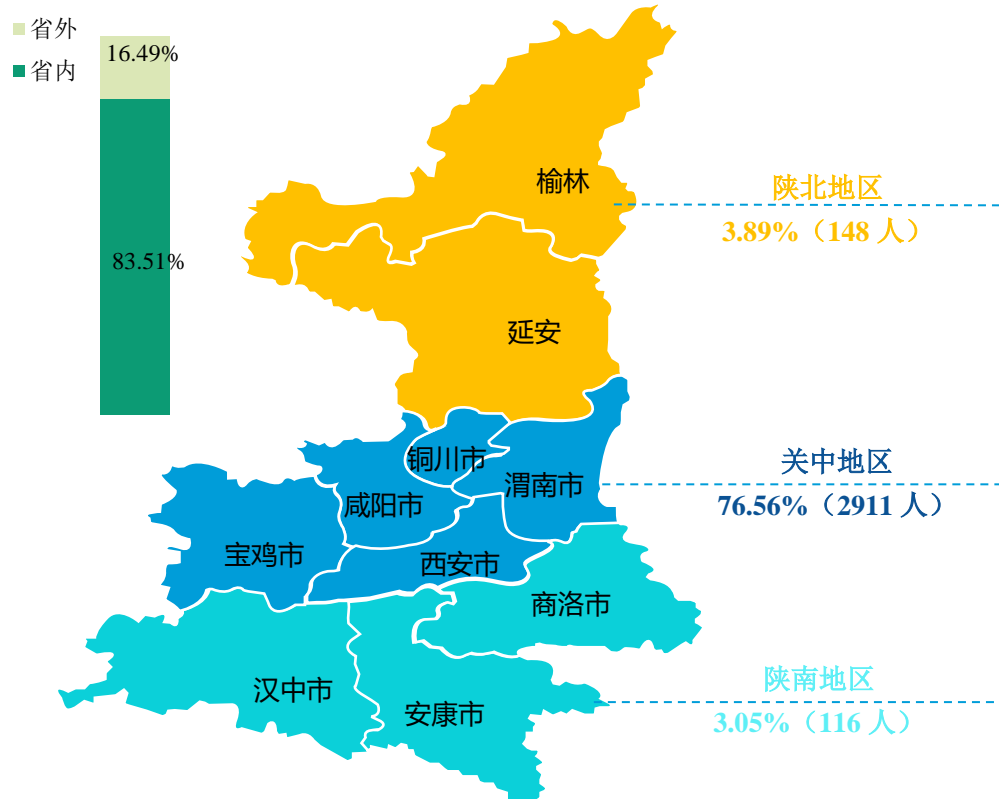 省外
省内
16.49%
83.51%
榆林
延安
铜川市
渭南市
咸阳市
宝鸡市
西安市
商洛市
汉中市
安康市
陕北地区
3.89%（148 人）
关中地区
76.56%（2911 人）
陕南地区
3.05%（116 人）